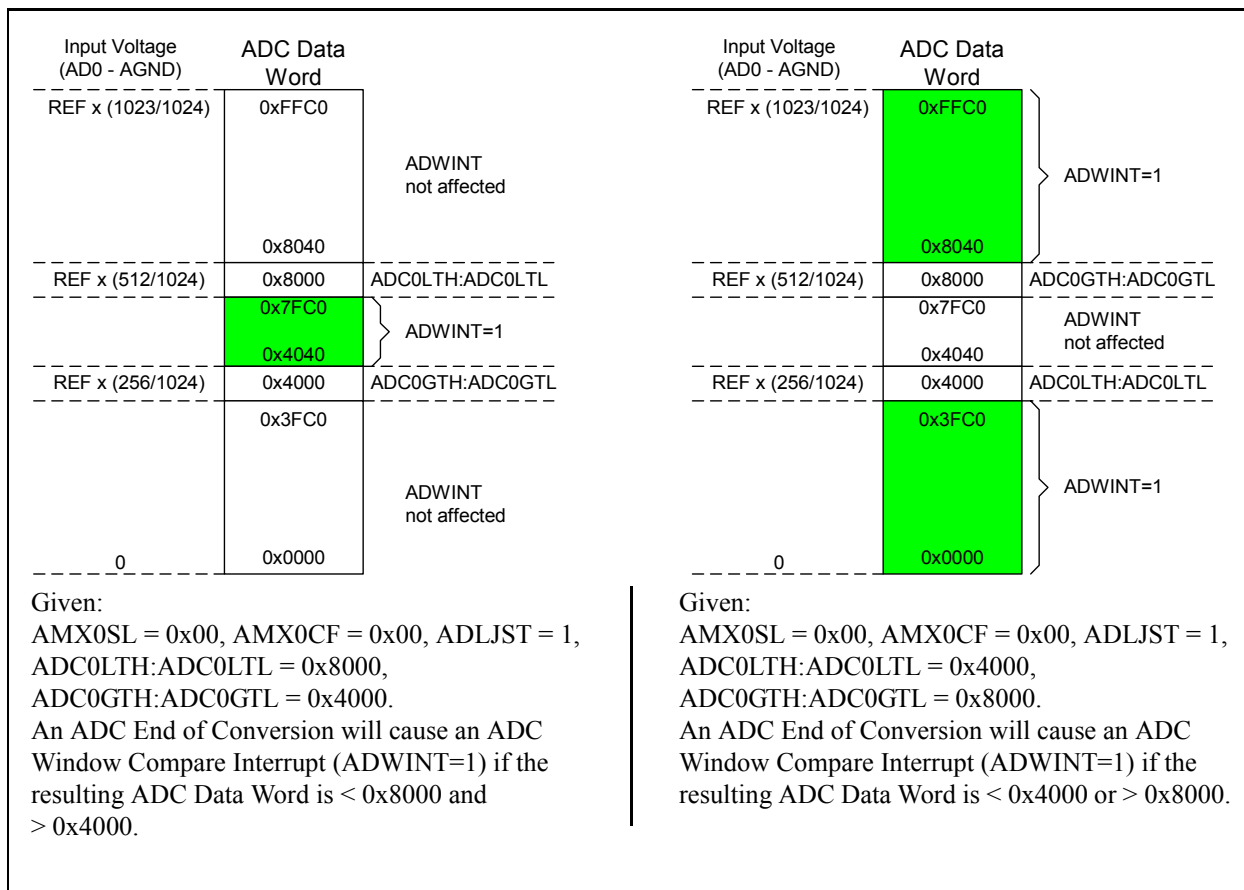 Input Voltage
(AD0 - AGND)
ADC Data
Word
REF x (1023/1024)
0xFFC0
ADWINT
not affected
0x8040
REF x (512/1024)
0x8000
ADC0LTH:ADC0LTL
0x7FC0
ADWINT=1
0x4040
REF x (256/1024)
0x4000
ADC0GTH:ADC0GTL
0x3FC0
ADWINT
not affected
0
0x0000
Given:
AMX0SL = 0x00, AMX0CF = 0x00, ADLJST = 1,
ADC0LTH:ADC0LTL = 0x8000,
ADC0GTH:ADC0GTL = 0x4000.
An ADC End of Conversion will cause an ADC
Window Compare Interrupt (ADWINT=1) if the
resulting ADC Data Word is < 0x8000 and
> 0x4000.
Input Voltage
(AD0 - AGND)
ADC Data
Word
REF x (1023/1024)
0xFFC0
ADWINT=1
0x8040
REF x (512/1024)
0x8000
ADC0GTH:ADC0GTL
0x7FC0
ADWINT
not affected
0x4040
REF x (256/1024)
0x4000
ADC0LTH:ADC0LTL
0x3FC0
ADWINT=1
0
0x0000
Given:
AMX0SL = 0x00, AMX0CF = 0x00, ADLJST = 1,
ADC0LTH:ADC0LTL = 0x4000,
ADC0GTH:ADC0GTL = 0x8000.
An ADC End of Conversion will cause an ADC
Window Compare Interrupt (ADWINT=1) if the
resulting ADC Data Word is < 0x4000 or > 0x8000.